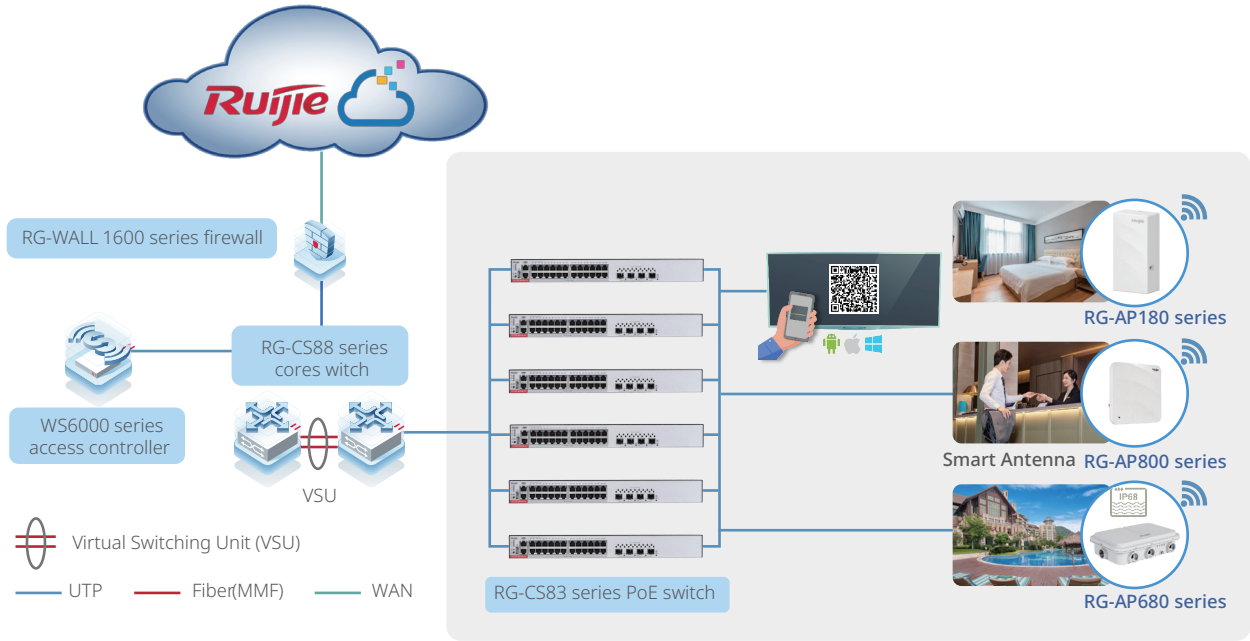 Ruijie
RG-WALL 1600 series firewall
RG-CS88 series
cores witch
WS6000 series
access controller
VSU
Virtual Switching Unit (VSU)
UTP
Fiber(MMF)
WAN
RG-CS83 series PoE switch
RG-AP180 series
Smart Antenna
RG-AP800 series
IP68
RG-AP680 series